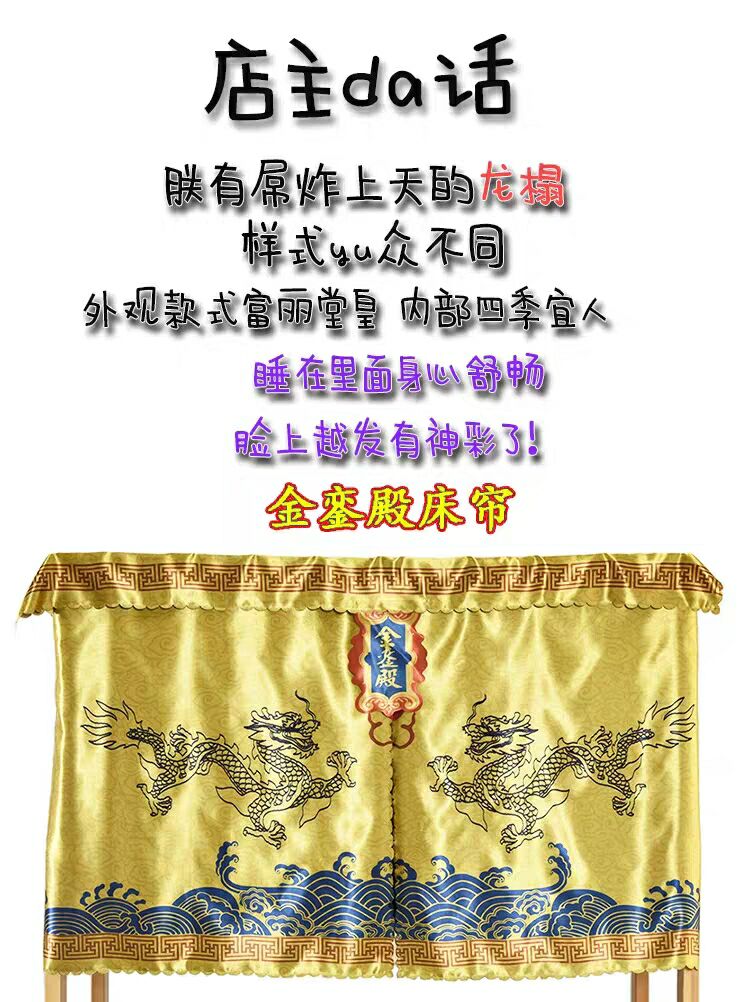 店主da话
朕有屌炸上天的龙榻
样式yu众不同
外观款式富丽堂皇 内部四季宜人
睡在里面身心舒畅
脸上越发有神彩了!
金銮殿床帘
金銮殿